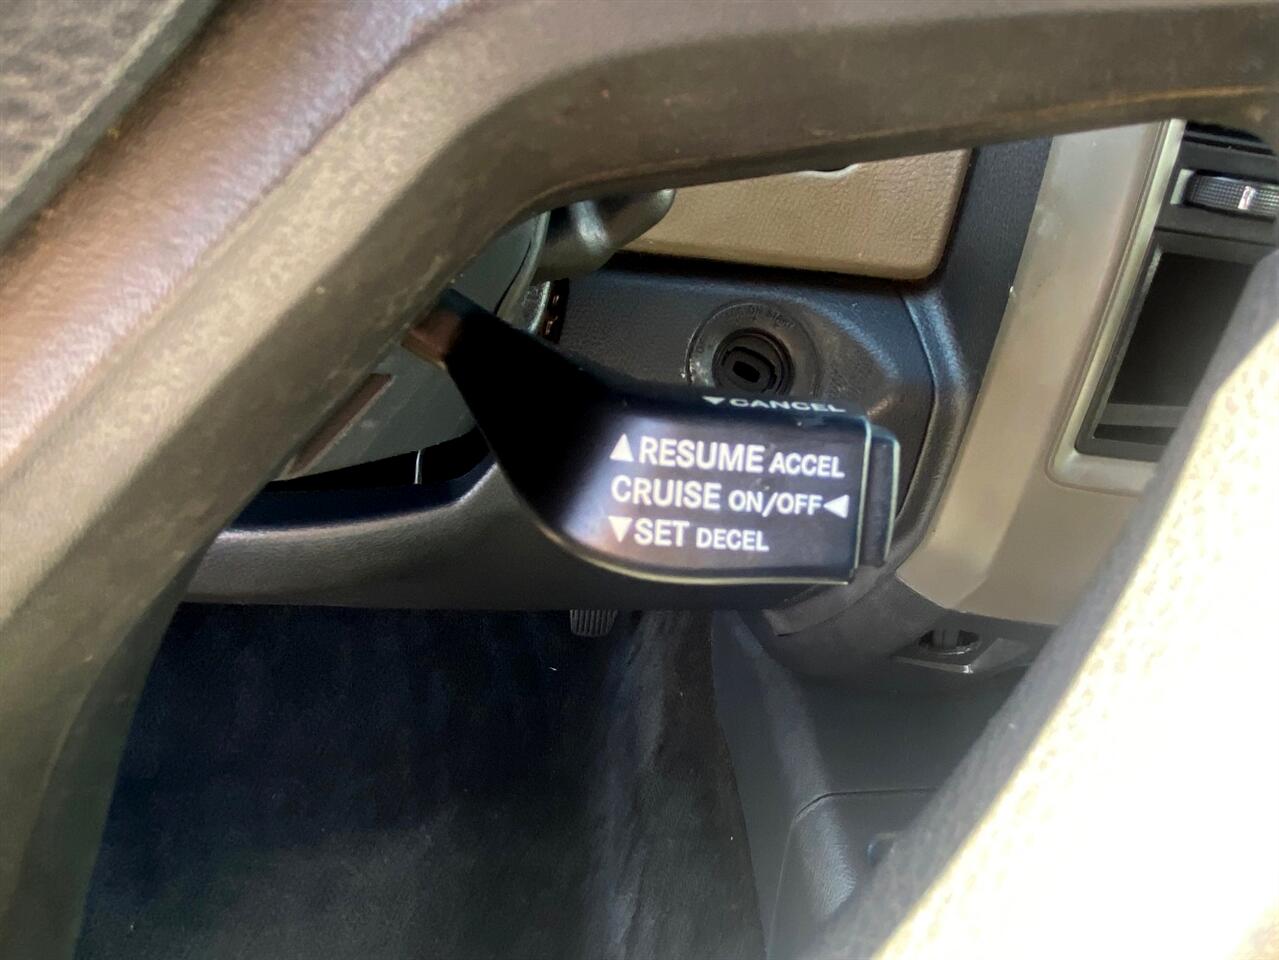 ▼CANCEL
▲RESUME ACCEL
CRUISE ON/OFF◄
▼SET DECEL